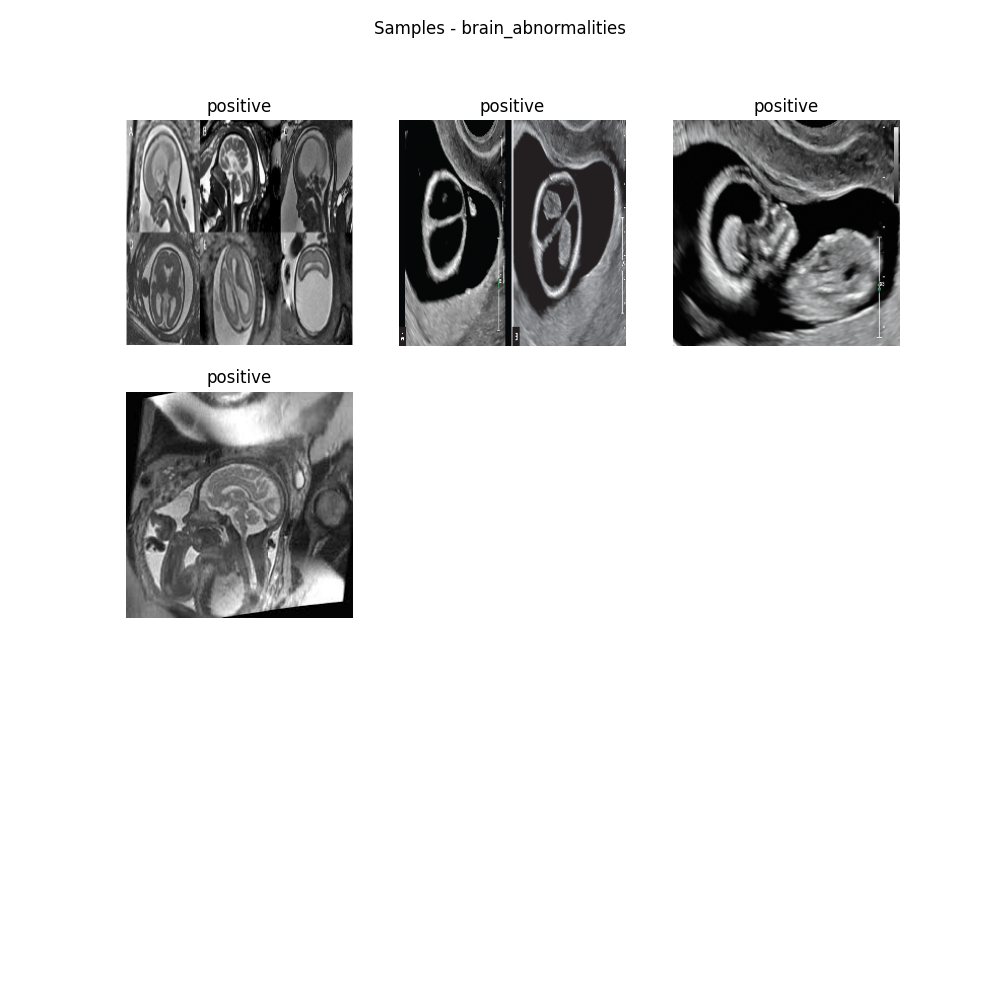 Samples - brain_abnormalities
positive
positive
positive
A
B
C
D
E
positive